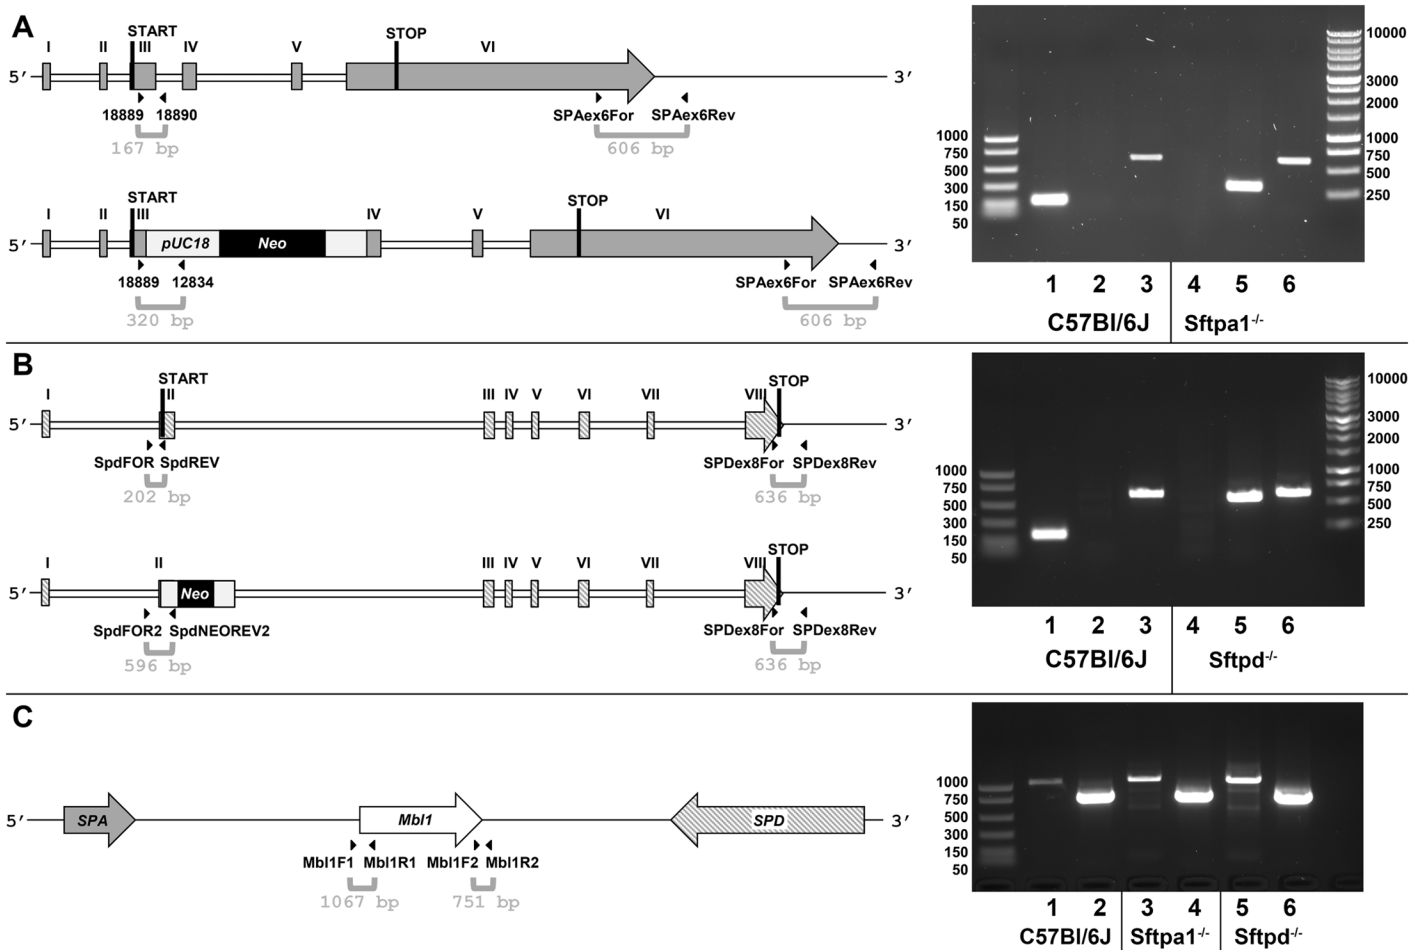 A
START
STOP
I II III IV V VI
5′ 3′
18889 18890 SPAex6For SPAex6Rev
167 bp 606 bp
START
STOP
I II III IV V VI
5′ pUC18 Neo 3′
18889 12834 SPAex6For SPAex6Rev
320 bp 606 bp
10000
3000
2000
1000 1000
750 750
500 500
300 250
150
50
1 2 3 4 5 6
C57Bl/6J Sftpa1-/-
B
START STOP
I II III IV V VI VII VIII
5′ 3′
SpdFOR SpdREV SPDex8For SPDex8Rev
202 bp 636 bp
STOP
I II III IV V VI VII VIII
5′ Neo 3′
SpdFOR2 SpdNEOREV2 SPDex8For SPDex8Rev
596 bp 636 bp
10000
3000
2000
1000 1000
750 750
500 500
300 250
150
50
1 2 3 4 5 6
C57Bl/6J Sftpd-/-
C
5′ SPA Mbl1 SPD 3′
Mbl1F1 Mbl1R1 Mbl1F2 Mbl1R2
1067 bp 751 bp
1000
750
500
300
150
50
1 2 3 4 5 6
C57Bl/6J Sftpa1-/- Sftpd-/-